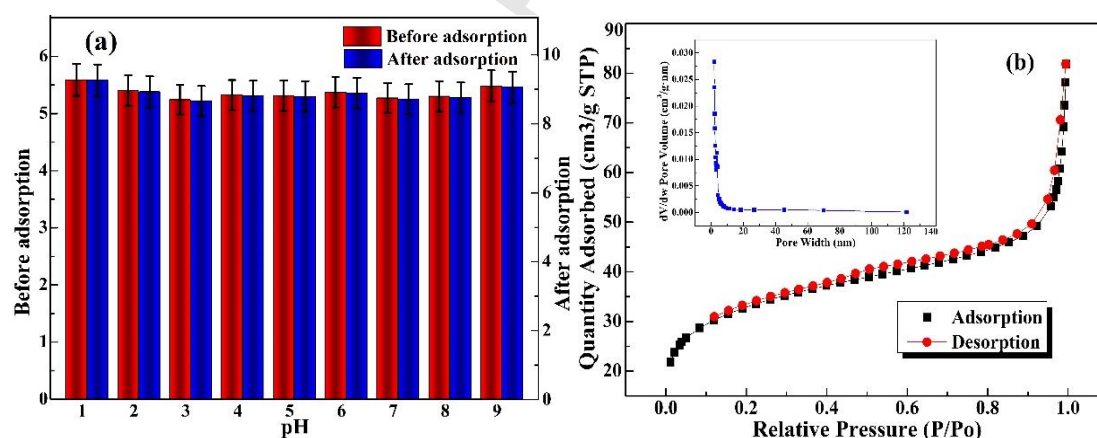 (a)
Before adsorption
After adsorption
6
5
4
3
2
1
0
Before adsorption
10
8
6
4
2
0
After adsorption
1 2 3 4 5 6 7 8 9
pH
(b)
90
80
70
60
50
40
30
20
Quantity Adsorbed (cm3/g STP)
0.030
0.025
0.020
0.015
0.010
0.005
0.000
dV/dw Pore Volume (cm³/g·nm)
0 20 40 60 80 100 120 140
Pore Width (nm)
Adsorption
Desorption
0.0 0.2 0.4 0.6 0.8 1.0
Relative Pressure (P/Po)